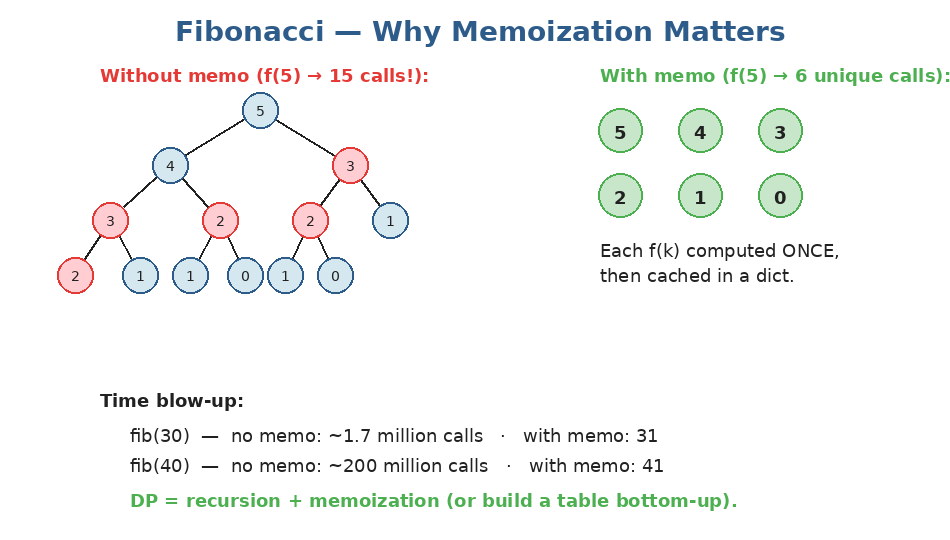 Fibonacci — Why Memoization Matters
Without memo (f(5) → 15 calls!):
5
4 3
3 2 2 1
2 1 1 0 1 0
With memo (f(5) → 6 unique calls):
5 4 3
2 1 0
Each f(k) computed ONCE,
then cached in a dict.
Time blow-up:
fib(30) — no memo: ~1.7 million calls · with memo: 31
fib(40) — no memo: ~200 million calls · with memo: 41
DP = recursion + memoization (or build a table bottom-up).